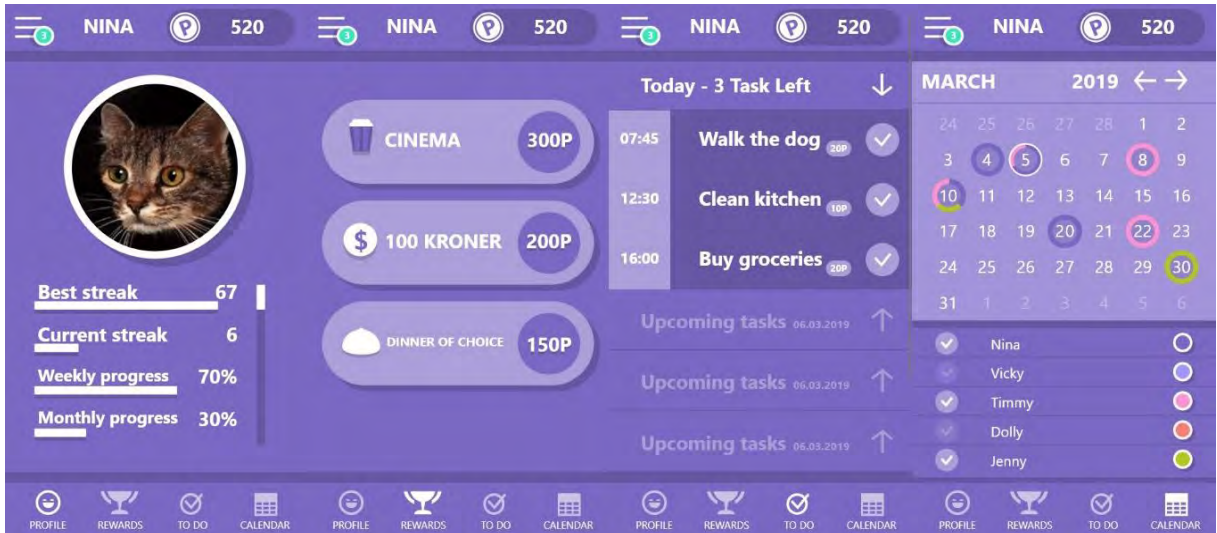 3 NINA P 520
Best streak 67
Current streak 6
Weekly progress 70%
Monthly progress 30%
PROFILE REWARDS TO DO CALENDAR
3 NINA P 520
CINEMA 300P
$ 100 KRONER 200P
DINNER OF CHOICE 150P
PROFILE REWARDS TO DO CALENDAR
3 NINA P 520
Today - 3 Task Left
07:45 Walk the dog 20P
12:30 Clean kitchen 10P
16:00 Buy groceries 20P
Upcoming tasks 06.03.2019
Upcoming tasks 06.03.2019
Upcoming tasks 06.03.2019
PROFILE REWARDS TO DO CALENDAR
3 NINA P 520
MARCH 2019
24 25 26 27 28 1 2
3 4 5 6 7 8 9
10 11 12 13 14 15 16
17 18 19 20 21 22 23
24 25 26 27 28 29 30
31 1 2 3 4 5 6
Nina
Vicky
Timmy
Dolly
Jenny
PROFILE REWARDS TO DO CALENDAR